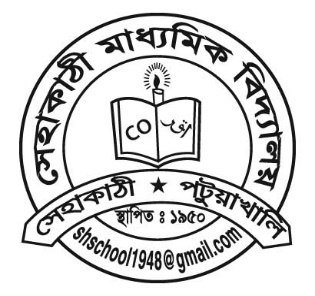 সেহাকাঠী মাধ্যমিক বিদ্যালয়
সেহাকাঠী ★ পটুয়াখালি
স্থাপিত : ১৯৫০
shschool1948@gmail.com